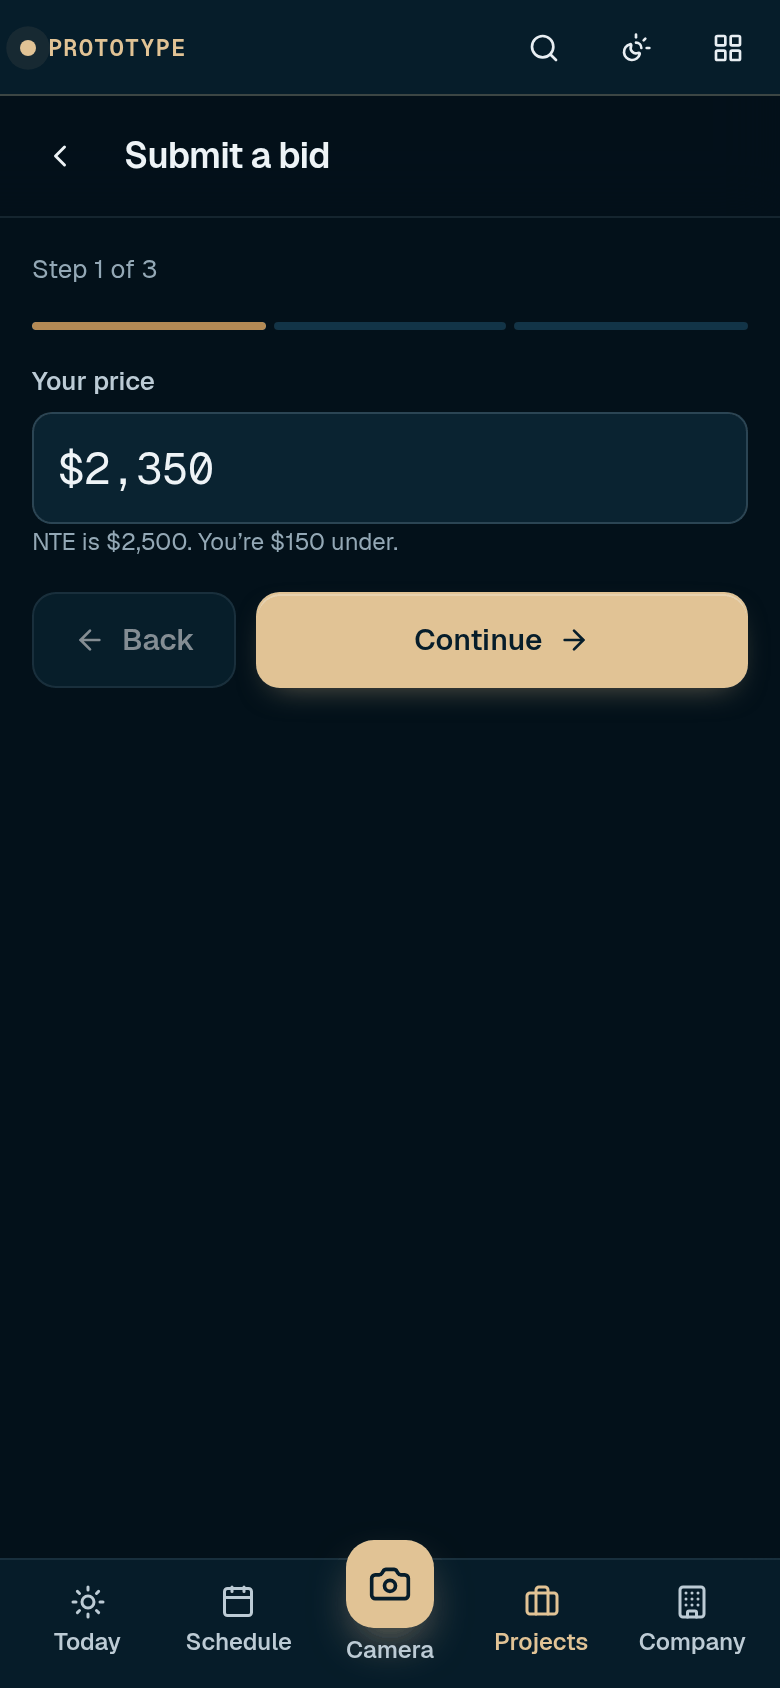 PROTOTYPE
Submit a bid
Step 1 of 3
Your price
$2,350
NTE is $2,500. You’re $150 under.
Back
Continue
Today
Schedule
Camera
Projects
Company